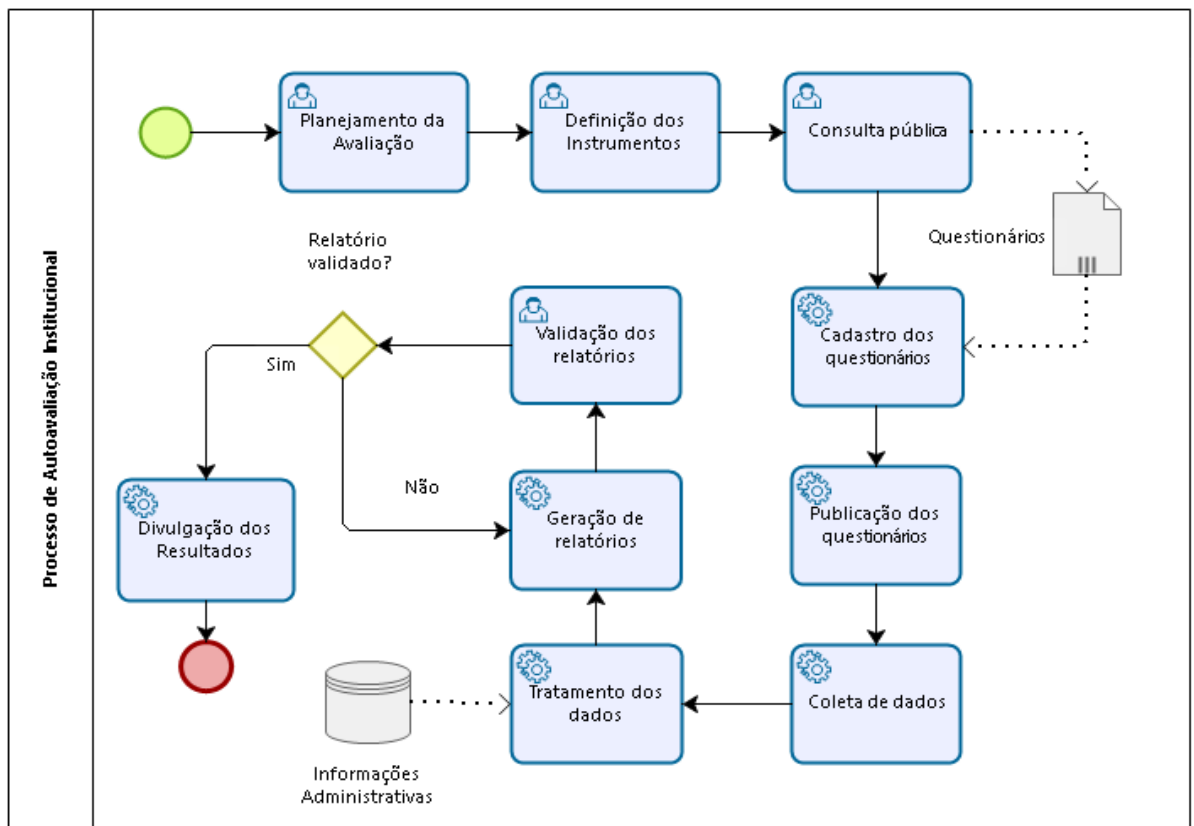 Processo de Autoavaliação Institucional
Planejamento da
Avaliação
Definição dos
Instrumentos
Consulta pública
Questionários
Cadastro dos
questionários
Publicação dos
questionários
Coleta de dados
Tratamento dos
dados
Informações
Administrativas
Geração de
relatórios
Validação dos
relatórios
Relatório
validado?
Sim
Não
Divulgação dos
Resultados